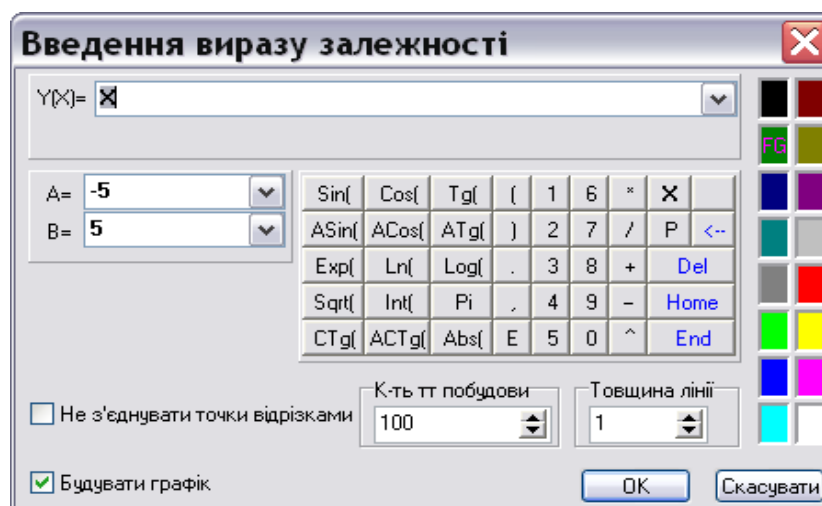 Введення виразу залежності
Y(X)= X
FG
A= -5
B= 5
Sin( Cos( Tg( ( 1 6 * X
ASin( ACos( ATg( ) 2 7 / P <--
Exp( Ln( Log( . 3 8 + Del
Sqrt( Int( Pi , 4 9 - Home
CTg( ACTg( Abs( E 5 0 ^ End
К-ть тт побудови Товщина лінії
Не з'єднувати точки відрізками 100 1
Будувати графік OK Скасувати